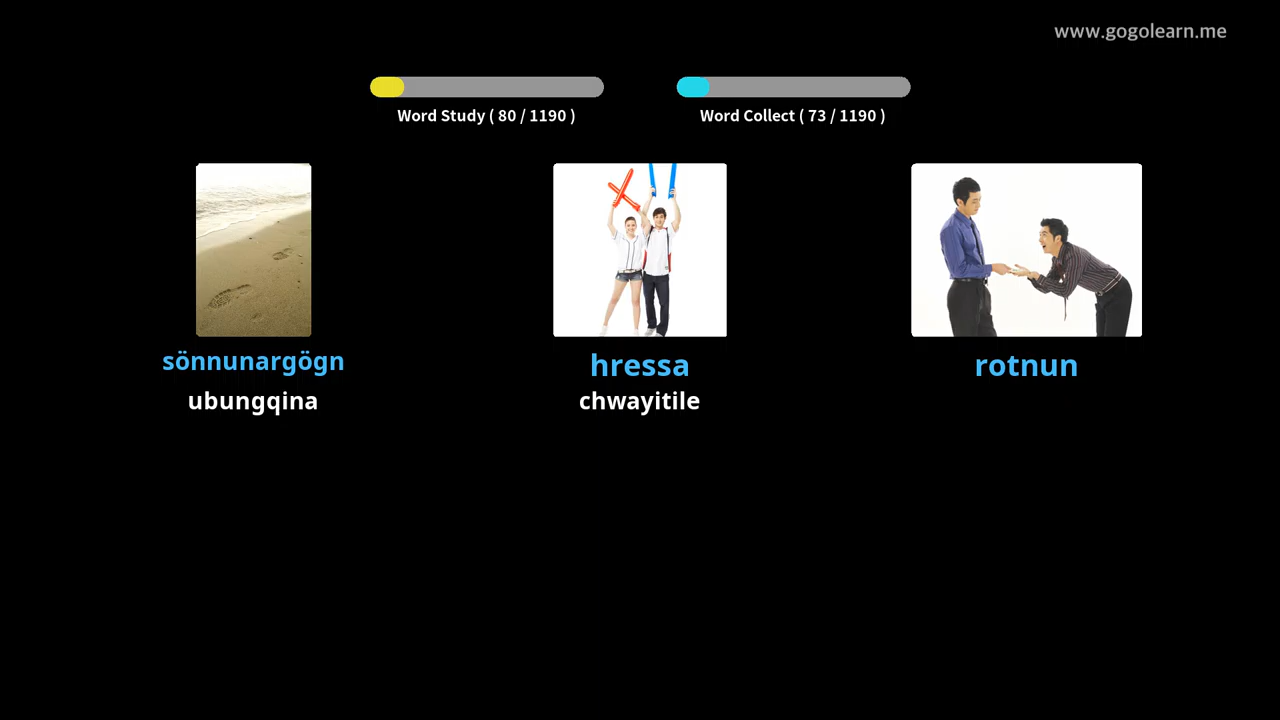 www.gogolearn.me
Word Study ( 80 / 1190 )
Word Collect ( 73 / 1190 )
sönnunargögn
hressa
rotnun
ubungqina
chwayitile